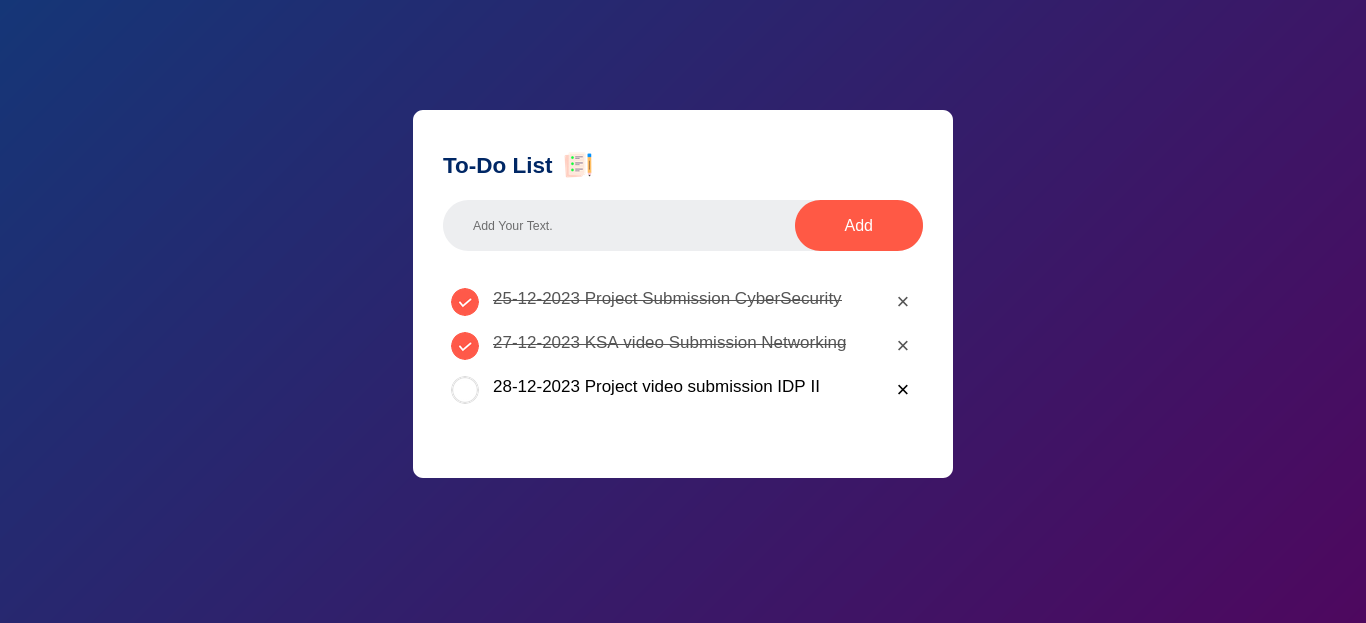 To-Do List
Add Your Text.
Add
25-12-2023 Project Submission CyberSecurity
27-12-2023 KSA video Submission Networking
28-12-2023 Project video submission IDP II